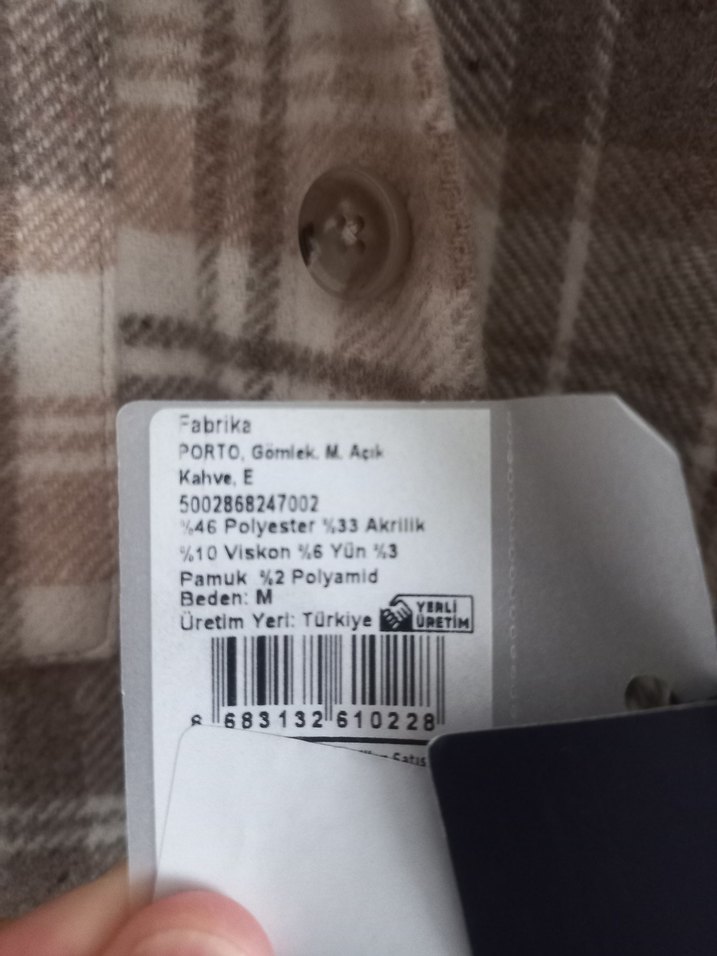 Fabrika
PORTO, Gömlek. M. Açık
Kahve, E
5002868247002
%46 Polyester %33 Akrilik
%10 Viskon %6 Yün %3
Pamuk %2 Polyamid
Beden: M
Üretim Yeri: Türkiye YERLİ ÜRETİM
8 683132 610228
Satış